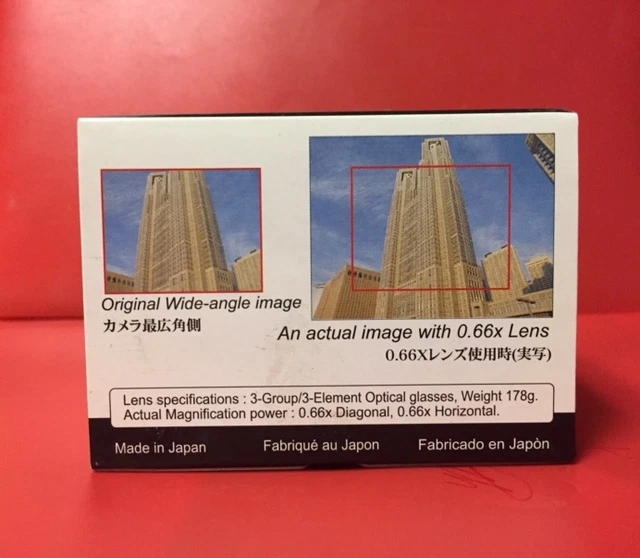 Original Wide-angle image
カメラ最広角側
An actual image with 0.66x Lens
0.66Xレンズ使用時(実写)
Lens specifications : 3-Group/3-Element Optical glasses, Weight 178g.
Actual Magnification power : 0.66x Diagonal, 0.66x Horizontal.
Made in Japan
Fabriqué au Japon
Fabricado en Japòn